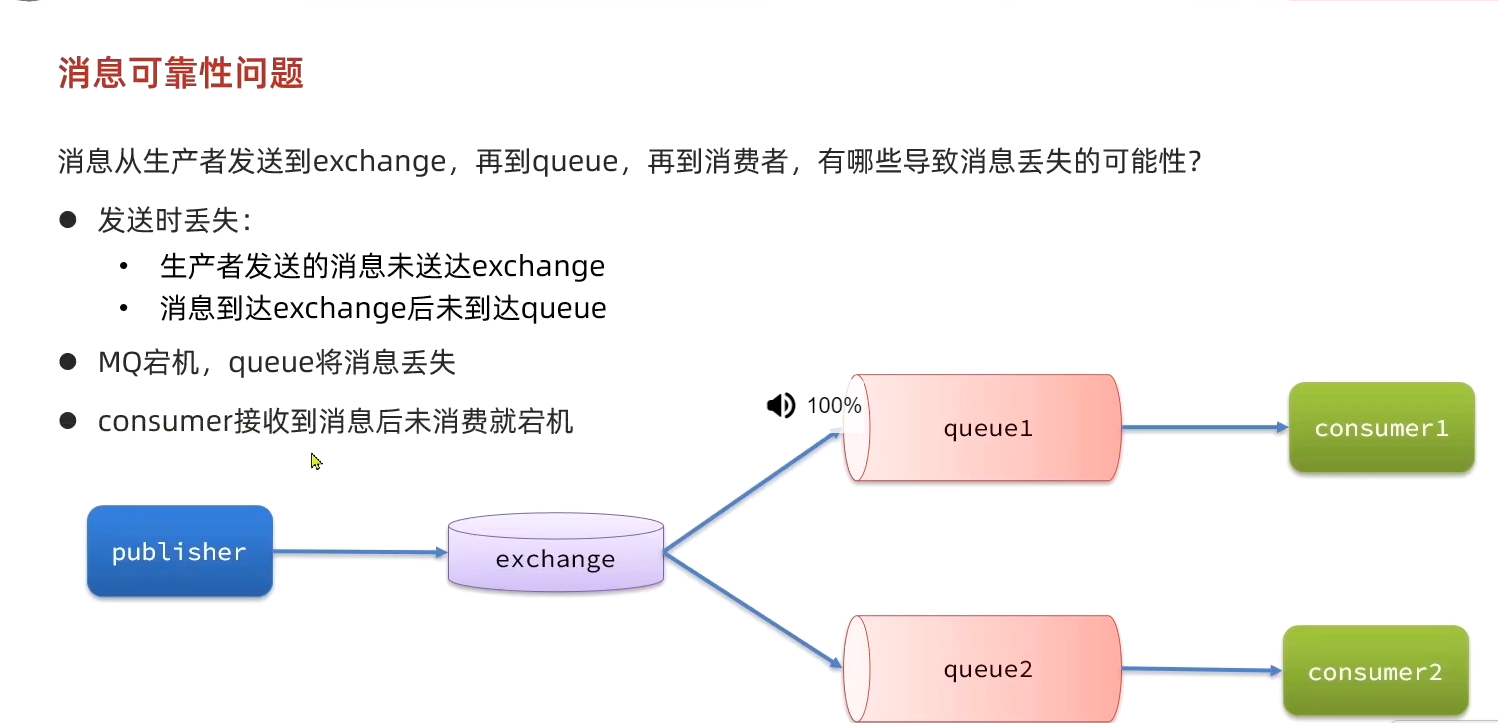 消息可靠性问题
消息从生产者发送到exchange，再到queue，再到消费者，有哪些导致消息丢失的可能性？
● 发送时丢失：
• 生产者发送的消息未送达exchange
• 消息到达exchange后未到达queue
● MQ宕机，queue将消息丢失
● consumer接收到消息后未消费就宕机
100%
queue1
consumer1
publisher
exchange
queue2
consumer2